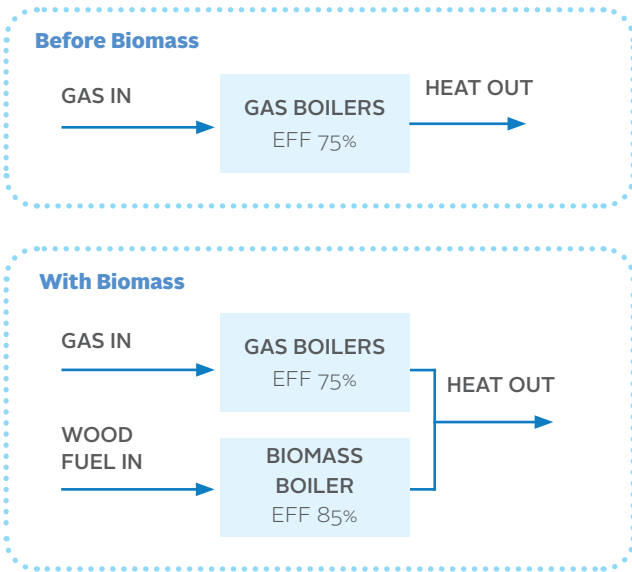 Before Biomass
GAS IN
GAS BOILERS
EFF 75%
HEAT OUT
With Biomass
GAS IN
GAS BOILERS
EFF 75%
HEAT OUT
WOOD
FUEL IN
BIOMASS
BOILER
EFF 85%